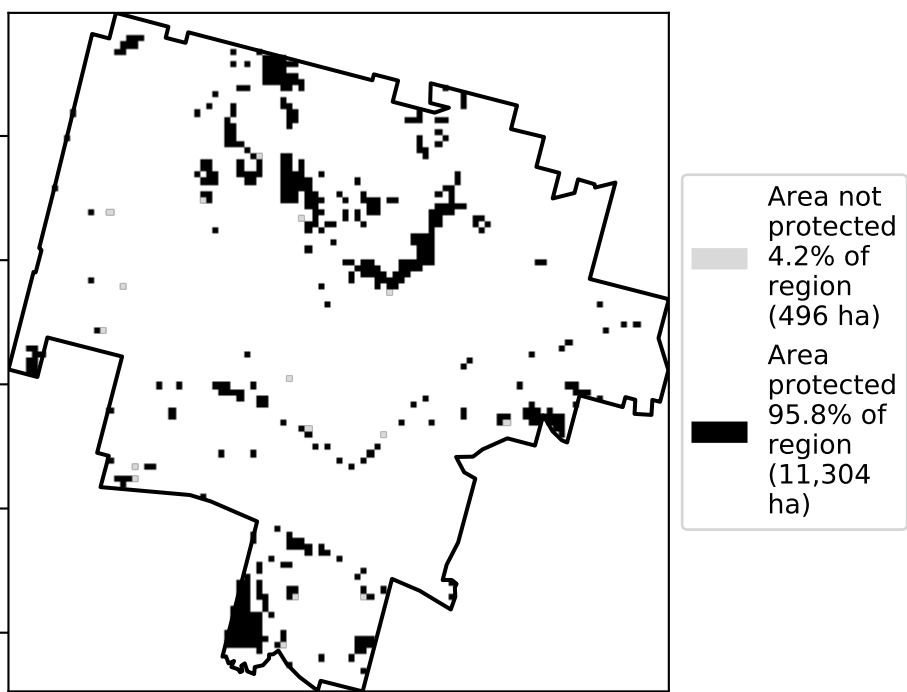 Area not
protected
4.2% of
region
(496 ha)
Area
protected
95.8% of
region
(11,304
ha)